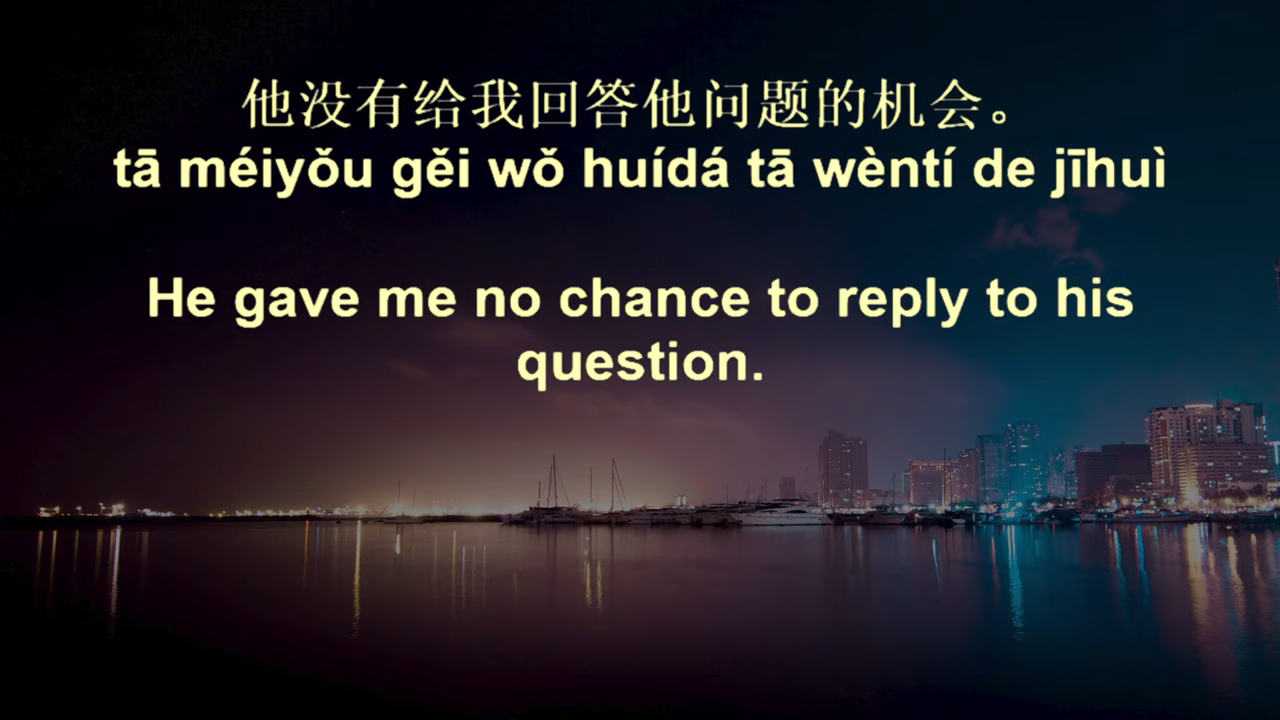 他没有给我回答他问题的机会。
tā méiyǒu gěi wǒ huídá tā wèntí de jīhuì
He gave me no chance to reply to his
question.